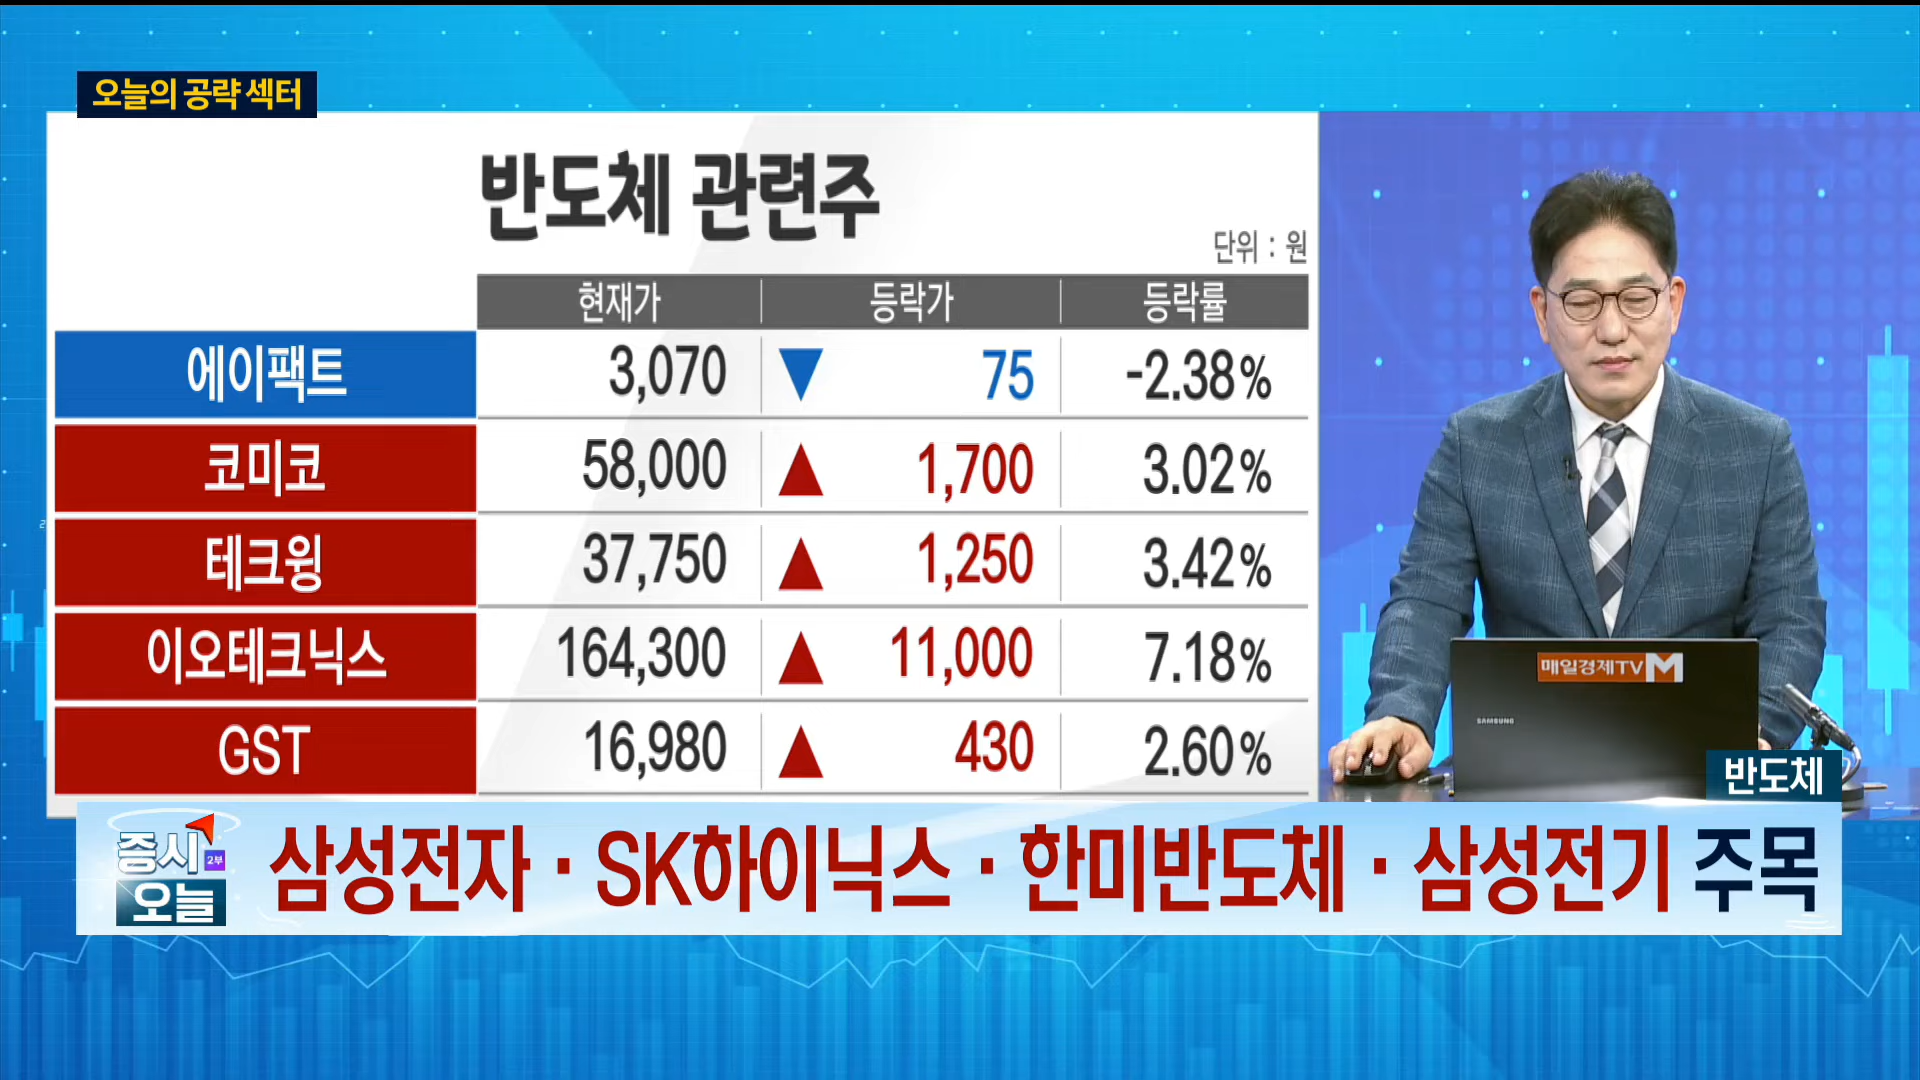 오늘의 공략 섹터
반도체 관련주
단위 : 원
현재가 등락가 등락률
에이팩트 3,070 ▼ 75 -2.38%
코미코 58,000 ▲ 1,700 3.02%
테크윙 37,750 ▲ 1,250 3.42%
이오테크닉스 164,300 ▲ 11,000 7.18%
GST 16,980 ▲ 430 2.60%
매일경제TV M
SAMSUNG
반도체
증시 2부
오늘
삼성전자 · SK하이닉스 · 한미반도체 · 삼성전기 주목